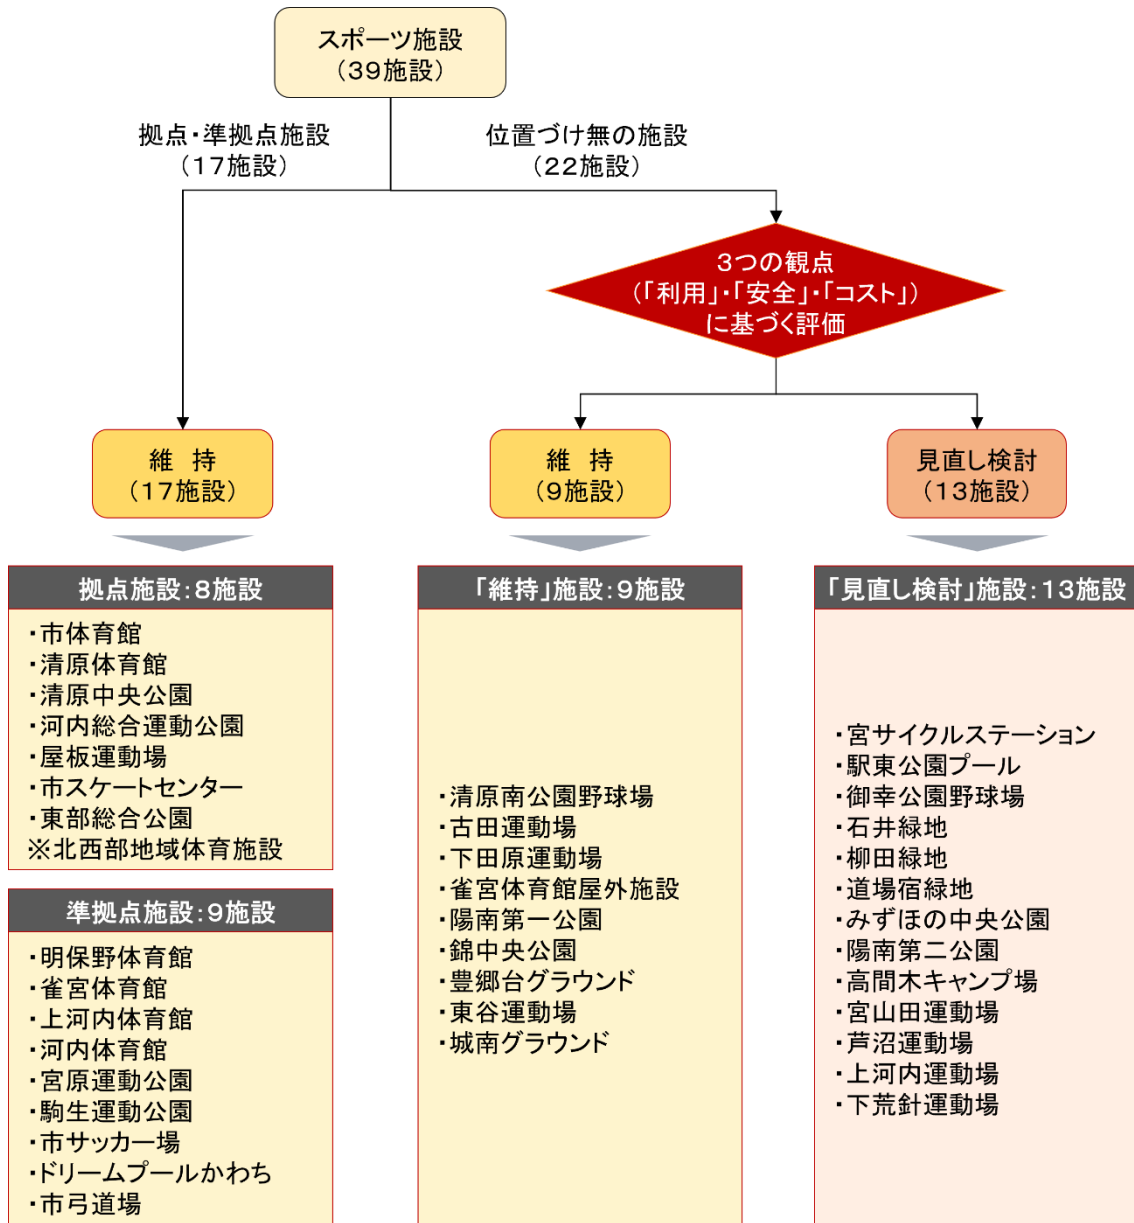 スポーツ施設
（39施設）
拠点・準拠点施設
（17施設）
位置づけ無の施設
（22施設）
3つの観点
（「利用」・「安全」・「コスト」）
に基づく評価
維　持
（17施設）
維　持
（9施設）
見直し検討
（13施設）
拠点施設：8施設
・市体育館
・清原体育館
・清原中央公園
・河内総合運動公園
・屋板運動場
・市スケートセンター
・東部総合公園
※北西部地域体育施設
準拠点施設：9施設
・明保野体育館
・雀宮体育館
・上河内体育館
・河内体育館
・宮原運動公園
・駒生運動公園
・市サッカー場
・ドリームプールかわち
・市弓道場
「維持」施設：9施設
・清原南公園野球場
・古田運動場
・下田原運動場
・雀宮体育館屋外施設
・陽南第一公園
・錦中央公園
・豊郷台グラウンド
・東谷運動場
・城南グラウンド
「見直し検討」施設：13施設
・宮サイクルステーション
・駅東公園プール
・御幸公園野球場
・石井緑地
・柳田緑地
・道場宿緑地
・みずほの中央公園
・陽南第二公園
・高間木キャンプ場
・宮山田運動場
・芦沼運動場
・上河内運動場
・下荒針運動場